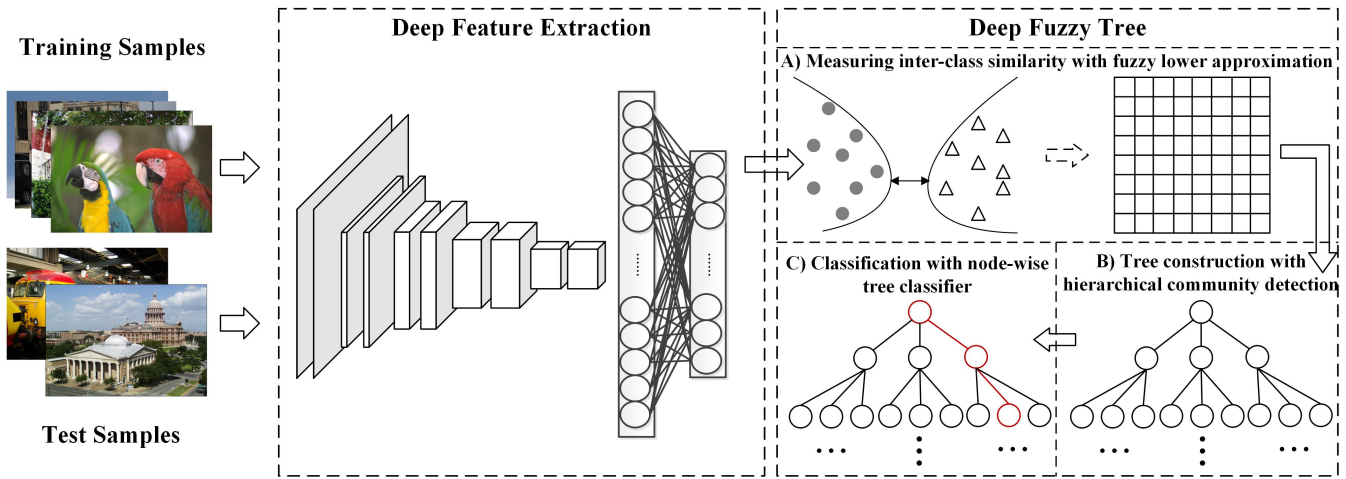 Training Samples
Test Samples
Deep Feature Extraction
Deep Fuzzy Tree
A) Measuring inter-class similarity with fuzzy lower approximation
C) Classification with node-wise
tree classifier
B) Tree construction with
hierarchical community detection